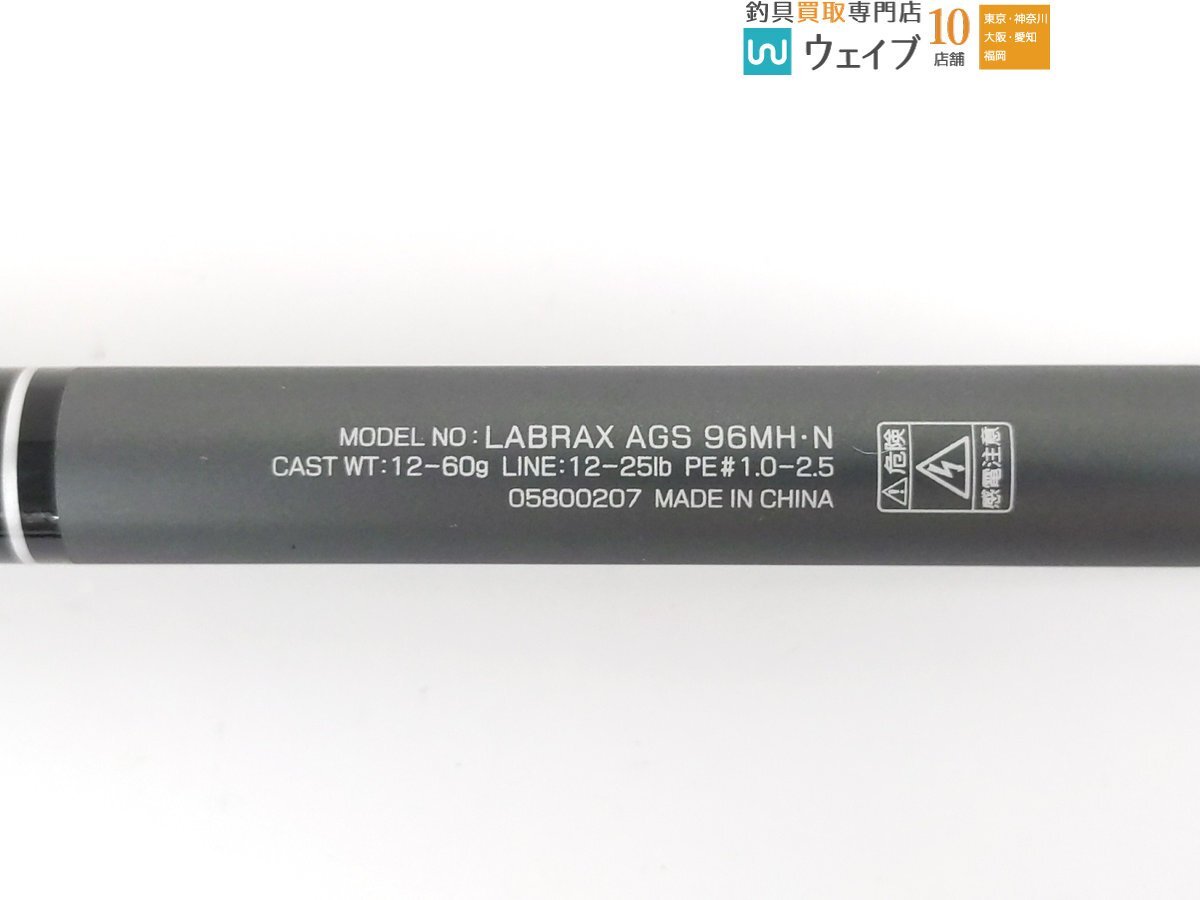 釣具買取専門店
ウェイブ
10
店舗
東京・神奈川
大阪・愛知
福岡
MODEL NO:LABRAX AGS 96MH・N
CAST WT:12-60g LINE:12-25lb PE#1.0-2.5
05800207 MADE IN CHINA
危険
感電注意